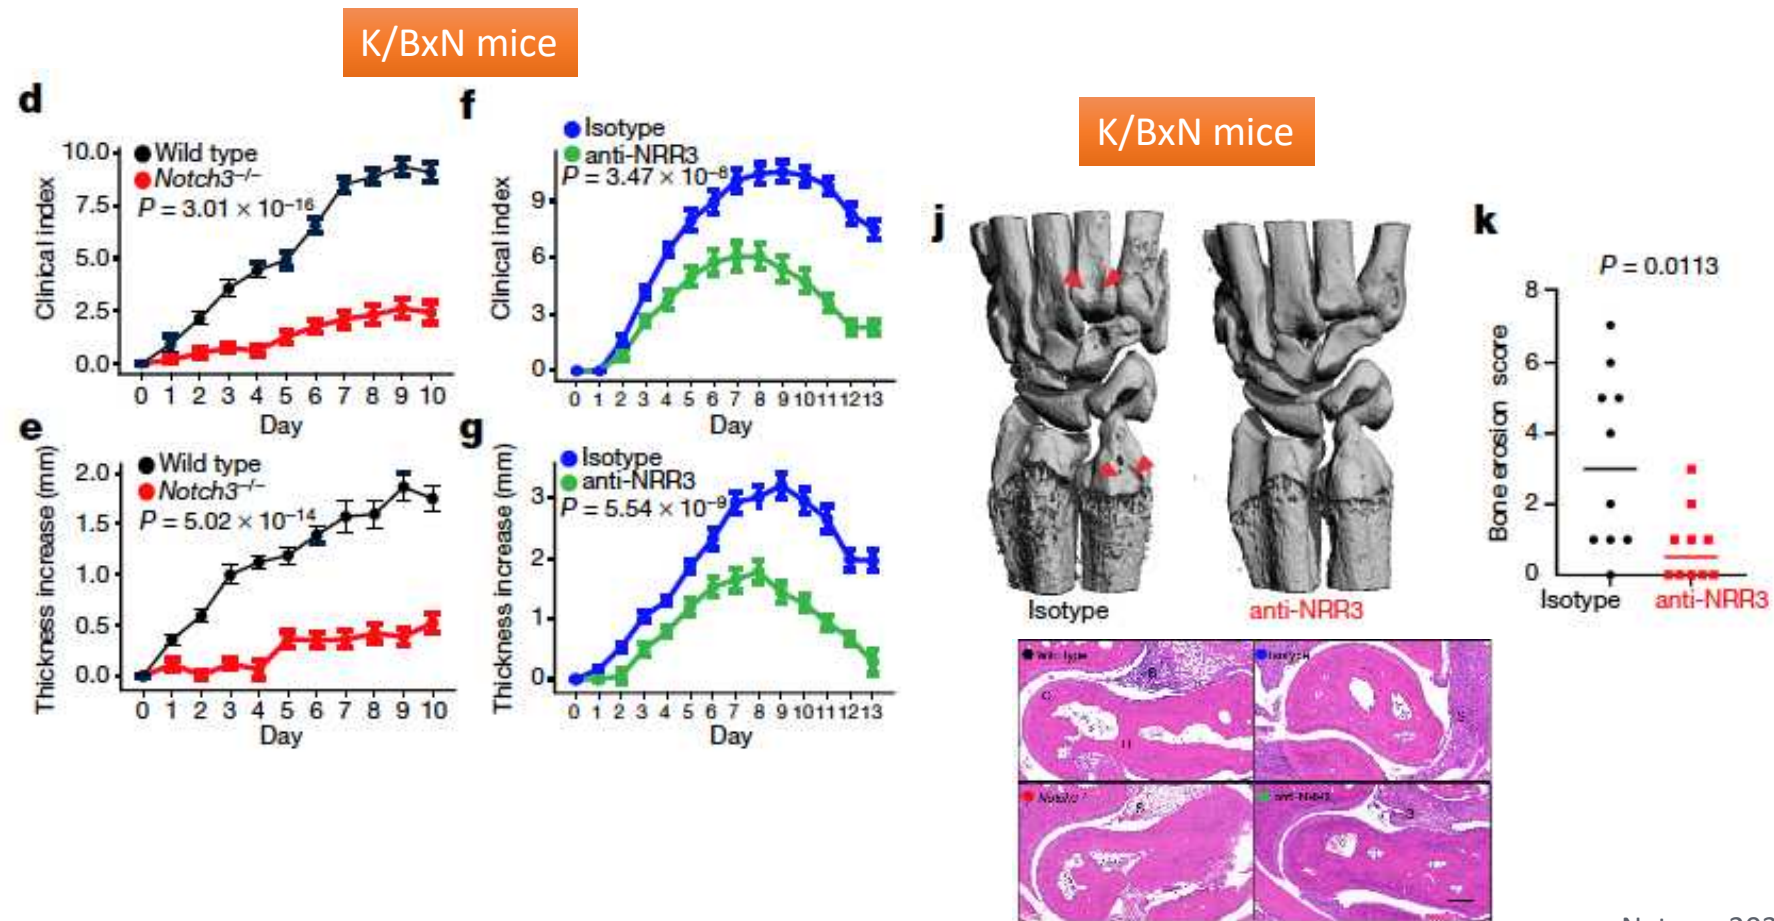 K/BxN mice
d
10.0
7.5
5.0
2.5
0.0
Clinical index
Wild type
Notch3–/–
P = 3.01 × 10–16
0 1 2 3 4 5 6 7 8 9 10
Day
e
2.0
1.5
1.0
0.5
0.0
Thickness increase (mm)
Wild type
Notch3–/–
P = 5.02 × 10–14
0 1 2 3 4 5 6 7 8 9 10
Day
f
9
6
3
0
Clinical index
Isotype
anti-NRR3
P = 3.47 × 10–8
0 1 2 3 4 5 6 7 8 9 10 11 12 13
Day
g
3
2
1
0
Thickness increase (mm)
Isotype
anti-NRR3
P = 5.54 × 10–9
0 1 2 3 4 5 6 7 8 9 10 11 12 13
Day
K/BxN mice
j
Isotype
anti-NRR3
k
P = 0.0113
8
6
4
2
0
Bone erosion score
Isotype
anti-NRR3
Wild type
Isotype
anti-NRR3